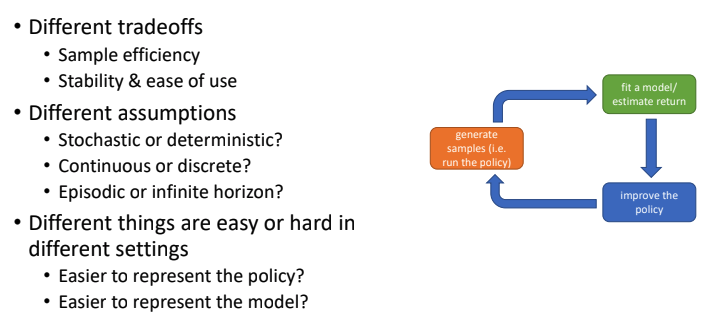 • Different tradeoffs
• Sample efficiency
• Stability & ease of use
• Different assumptions
• Stochastic or deterministic?
• Continuous or discrete?
• Episodic or infinite horizon?
• Different things are easy or hard in
different settings
• Easier to represent the policy?
• Easier to represent the model?
generate
samples (i.e.
run the policy)
fit a model/
estimate return
improve the
policy